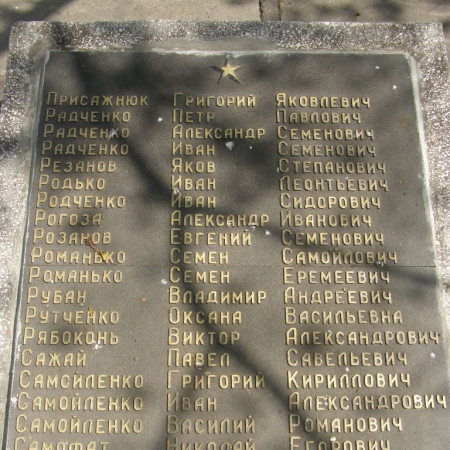 Присажнюк Григорий Яковлевич
Радченко Петр Павлович
Радченко Александр Семенович
Радченко Иван Семенович
Резанов Яков Степанович
Родько Иван Леонтьевич
Родченко Иван Сидорович
Рогоза Александр Иванович
Розанов Евгений Семенович
Романько Семен Самойлович
Романько Семен Еремеевич
Рубан Владимир Андреевич
Рутченко Оксана Васильевна
Рябоконь Виктор Александрович
Сажай Павел Савельевич
Самойленко Григорий Кириллович
Самойленко Иван Александрович
Самойленко Василий Романович
Николай Егорович